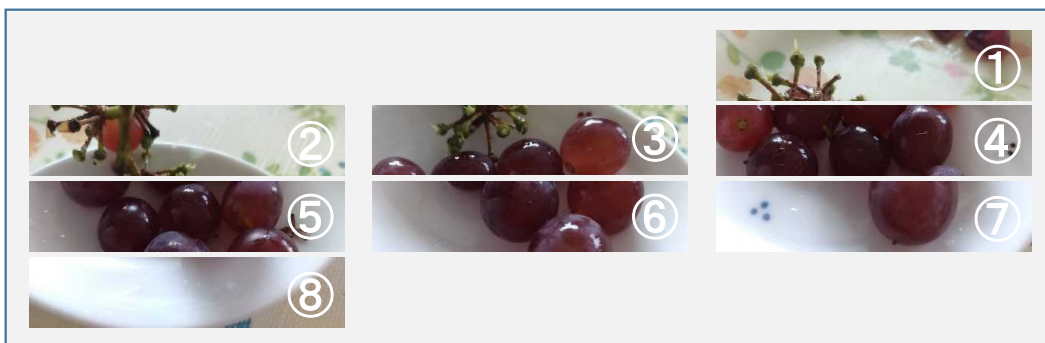 ①
② ③ ④
⑤ ⑥ ⑦
⑧